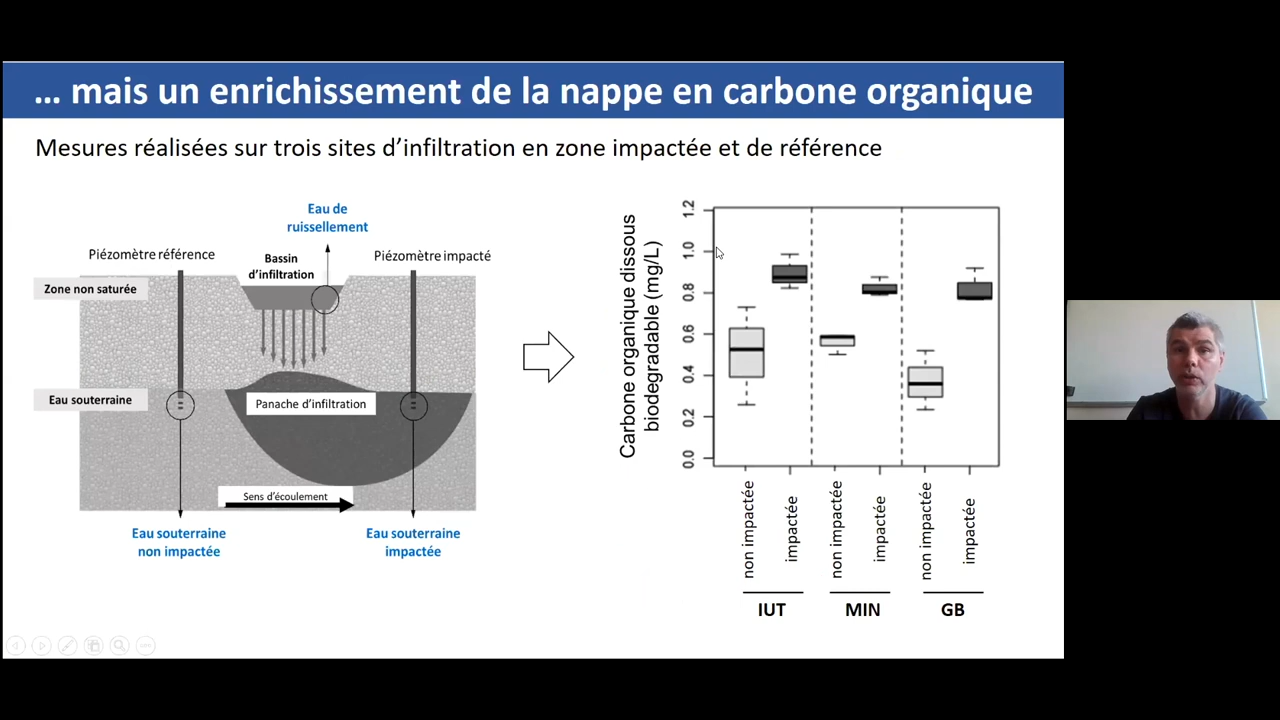 … mais un enrichissement de la nappe en carbone organique
Mesures réalisées sur trois sites d’infiltration en zone impactée et de référence
Eau de
ruissellement
Piézomètre référence
Bassin
d’infiltration
Piézomètre impacté
Zone non saturée
Eau souterraine
Panache d’infiltration
Sens d’écoulement
Eau souterraine
non impactée
Eau souterraine
impactée
Carbone organique dissous
biodegradable (mg/L)
1.2
1.0
0.8
0.6
0.4
0.2
0.0
non impactée
impactée
non impactée
impactée
non impactée
impactée
IUT
MIN
GB